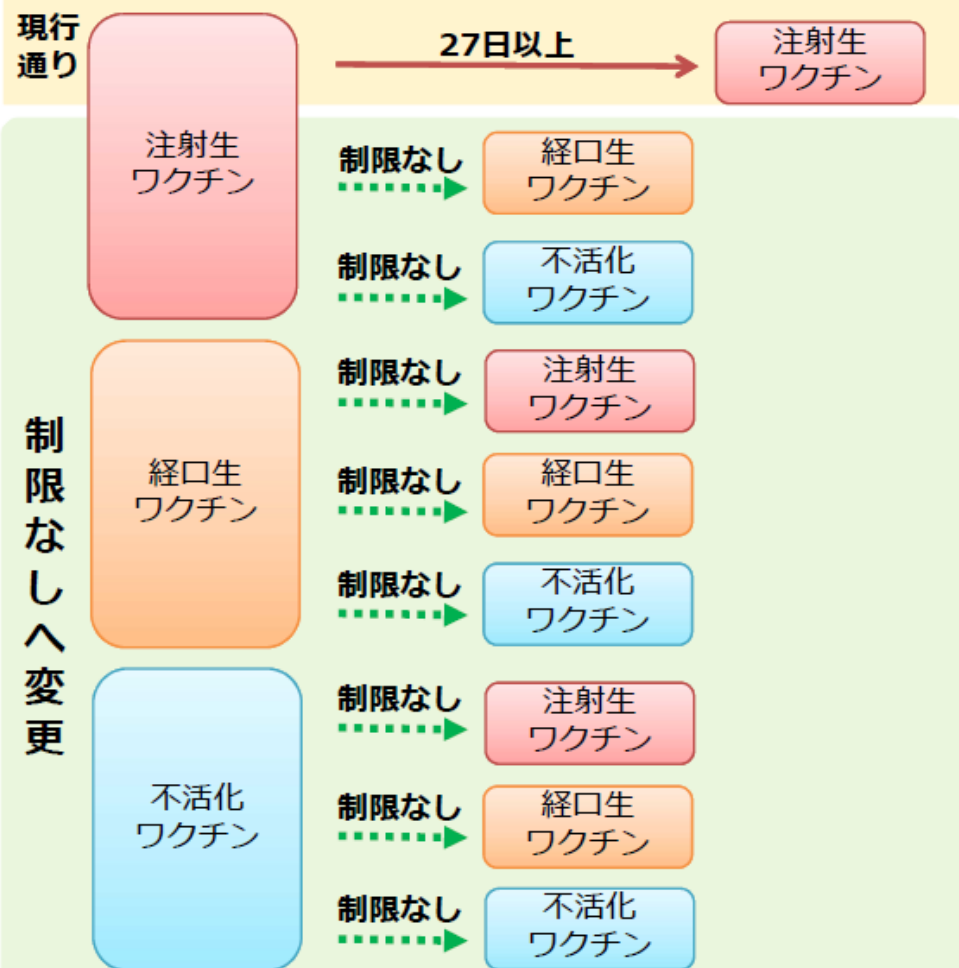 現行
通り
注射生
ワクチン
27日以上
注射生
ワクチン
制限なし
経口生
ワクチン
制限なし
不活化
ワクチン
制限なしへ変更
経口生
ワクチン
制限なし
注射生
ワクチン
制限なし
経口生
ワクチン
制限なし
不活化
ワクチン
不活化
ワクチン
制限なし
注射生
ワクチン
制限なし
経口生
ワクチン
制限なし
不活化
ワクチン